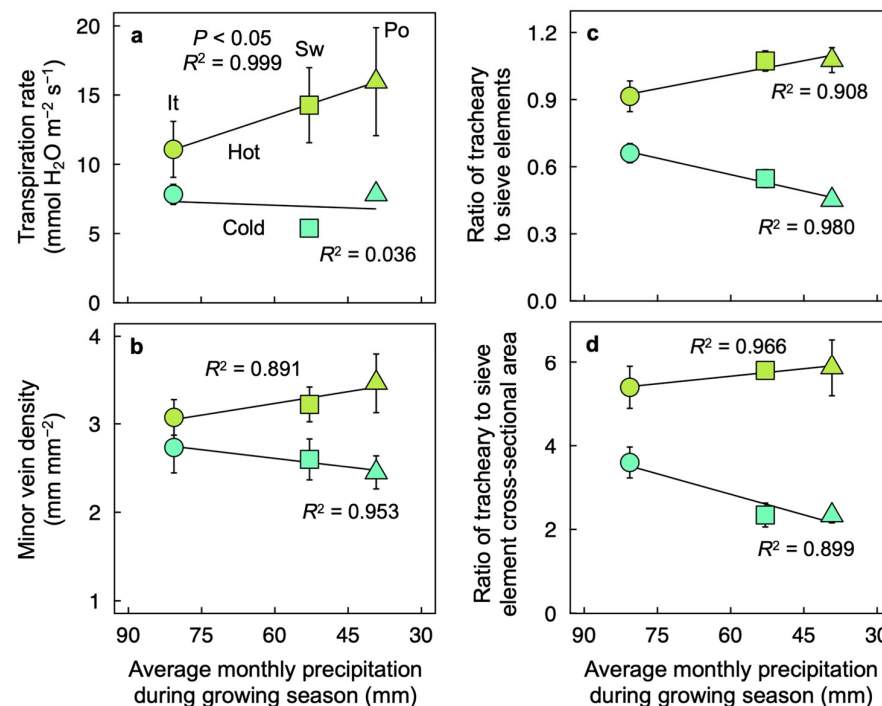 a
P < 0.05
R² = 0.999
It
Sw
Po
Hot
Cold
R² = 0.036
20
15
10
5
0
Transpiration rate
(mmol H₂O m⁻² s⁻¹)
c
R² = 0.908
R² = 0.980
1.2
0.9
0.6
0.3
0.0
Ratio of tracheary
to sieve elements
b
R² = 0.891
R² = 0.953
4
3
2
1
Minor vein density
(mm mm⁻²)
90 75 60 45 30
Average monthly precipitation
during growing season (mm)
d
R² = 0.966
R² = 0.899
6
4
2
0
Ratio of tracheary to sieve
element cross-sectional area
90 75 60 45 30
Average monthly precipitation
during growing season (mm)